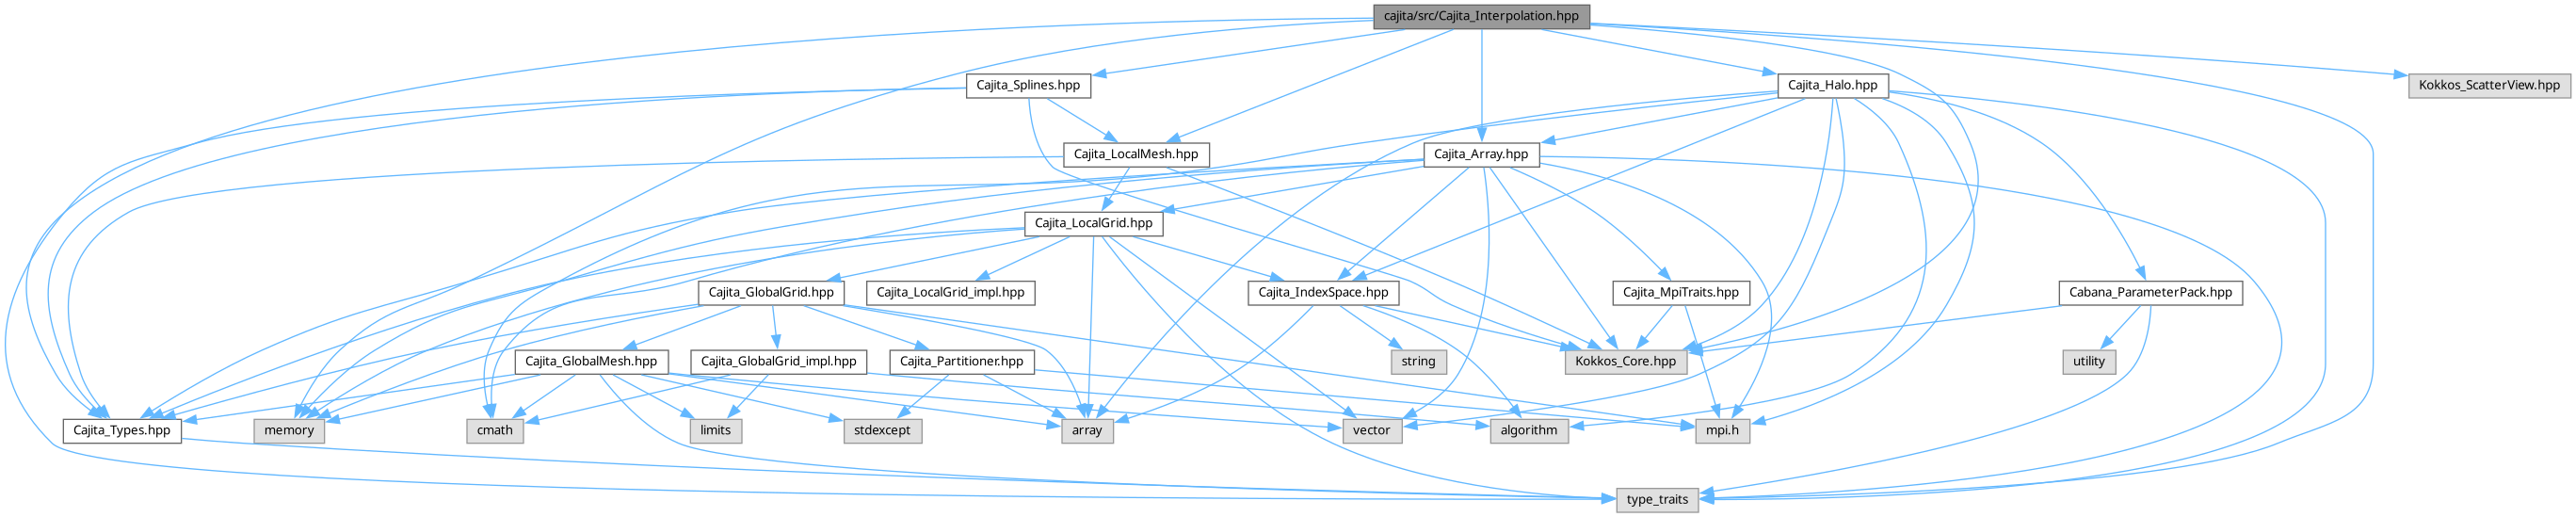 cajita/src/Cajita_Interpolation.hpp
Cajita_Splines.hpp
Cajita_Halo.hpp
Kokkos_ScatterView.hpp
Cajita_LocalMesh.hpp
Cajita_Array.hpp
Cajita_LocalGrid.hpp
Cajita_GlobalGrid.hpp
Cajita_LocalGrid_impl.hpp
Cajita_IndexSpace.hpp
Cajita_MpiTraits.hpp
Cabana_ParameterPack.hpp
Cajita_GlobalMesh.hpp
Cajita_GlobalGrid_impl.hpp
Cajita_Partitioner.hpp
string
Kokkos_Core.hpp
utility
Cajita_Types.hpp
memory
cmath
limits
stdexcept
array
vector
algorithm
mpi.h
type_traits